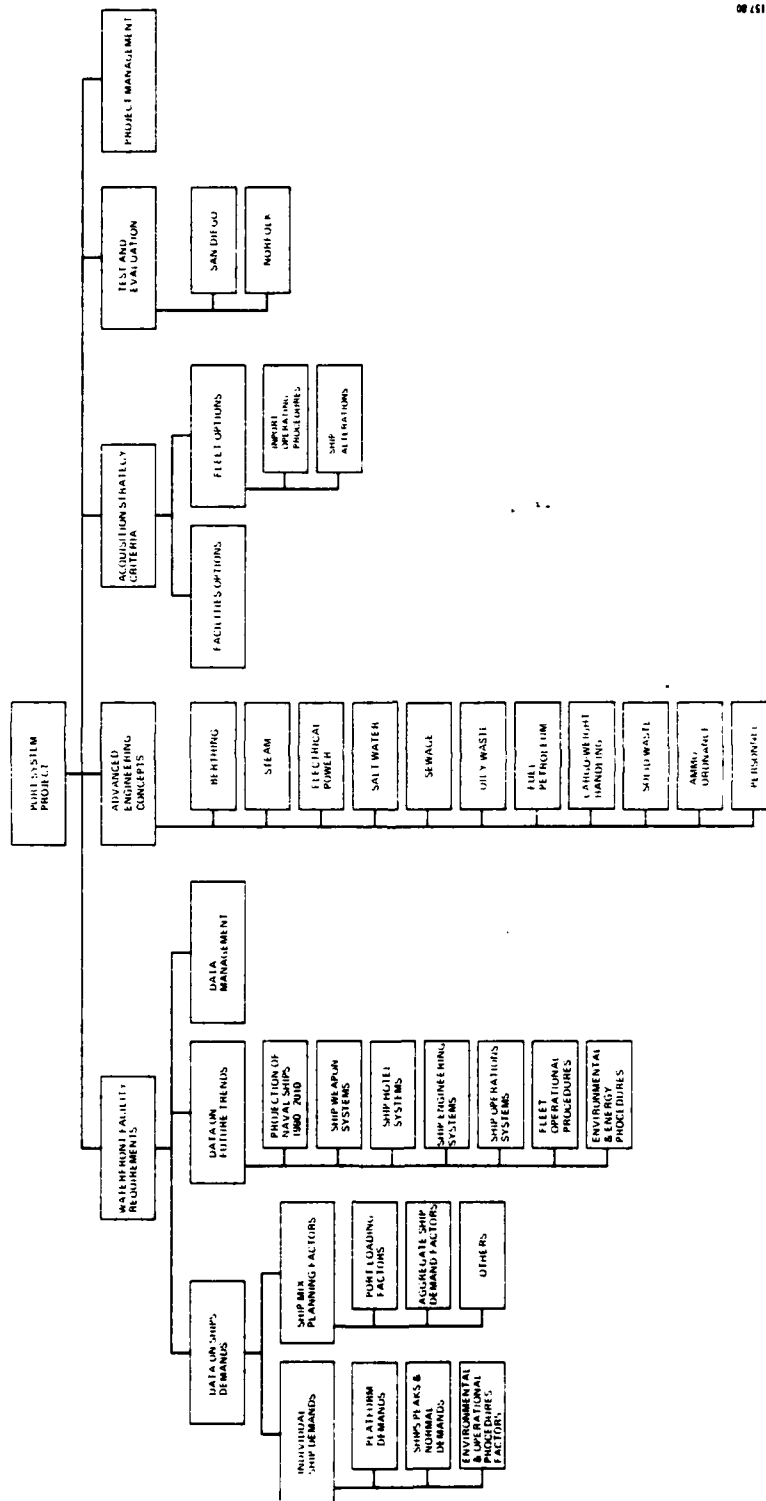 PORT SYSTEM
PROJECT
WATERFRONT FACILITY
REQUIREMENTS
ADVANCED
ENGINEERING
CONCEPTS
ACQUISITION STRATEGY
CRITERIA
TEST AND
EVALUATION
PROJECT MANAGEMENT
DATA ON SHIPS
DEMANDS
DATA ON
FUTURE TRENDS
DATA
MANAGEMENT
INDIVIDUAL
SHIP DEMANDS
PLATFORM
DEMANDS
SHIPS PEAKS &
NORMAL
DEMANDS
ENVIRONMENTAL
& OPERATIONAL
PROCEDURES
FACTORS
SHIP MIX
PLANNING FACTORS
PORT LOADING
FACTORS
AGGREGATE SHIP
DEMAND FACTORS
OTHERS
PROJECTION OF
NAVAL SHIPS
1980 2010
SHIP WEAPON
SYSTEMS
SHIP HOTEL
SYSTEMS
SHIP ENGINEERING
SYSTEMS
SHIP OPERATIONS
SYSTEMS
FLEET
OPERATIONAL
PROCEDURES
ENVIRONMENTAL
& ENERGY
PROCEDURES
BERTHING
STEAM
ELECTRICAL
POWER
SALT WATER
SEWAGE
OILY WASTE
FUEL
PETROLEUM
CARGO-WEIGHT
HANDLING
SOLID WASTE
AMMO
ORDNANCE
PERSONNEL
FACILITIES OPTIONS
FLEET OPTIONS
INPORT
OPERATING
PROCEDURES
SHIP
ALTERATIONS
SAN DIEGO
NORFOLK